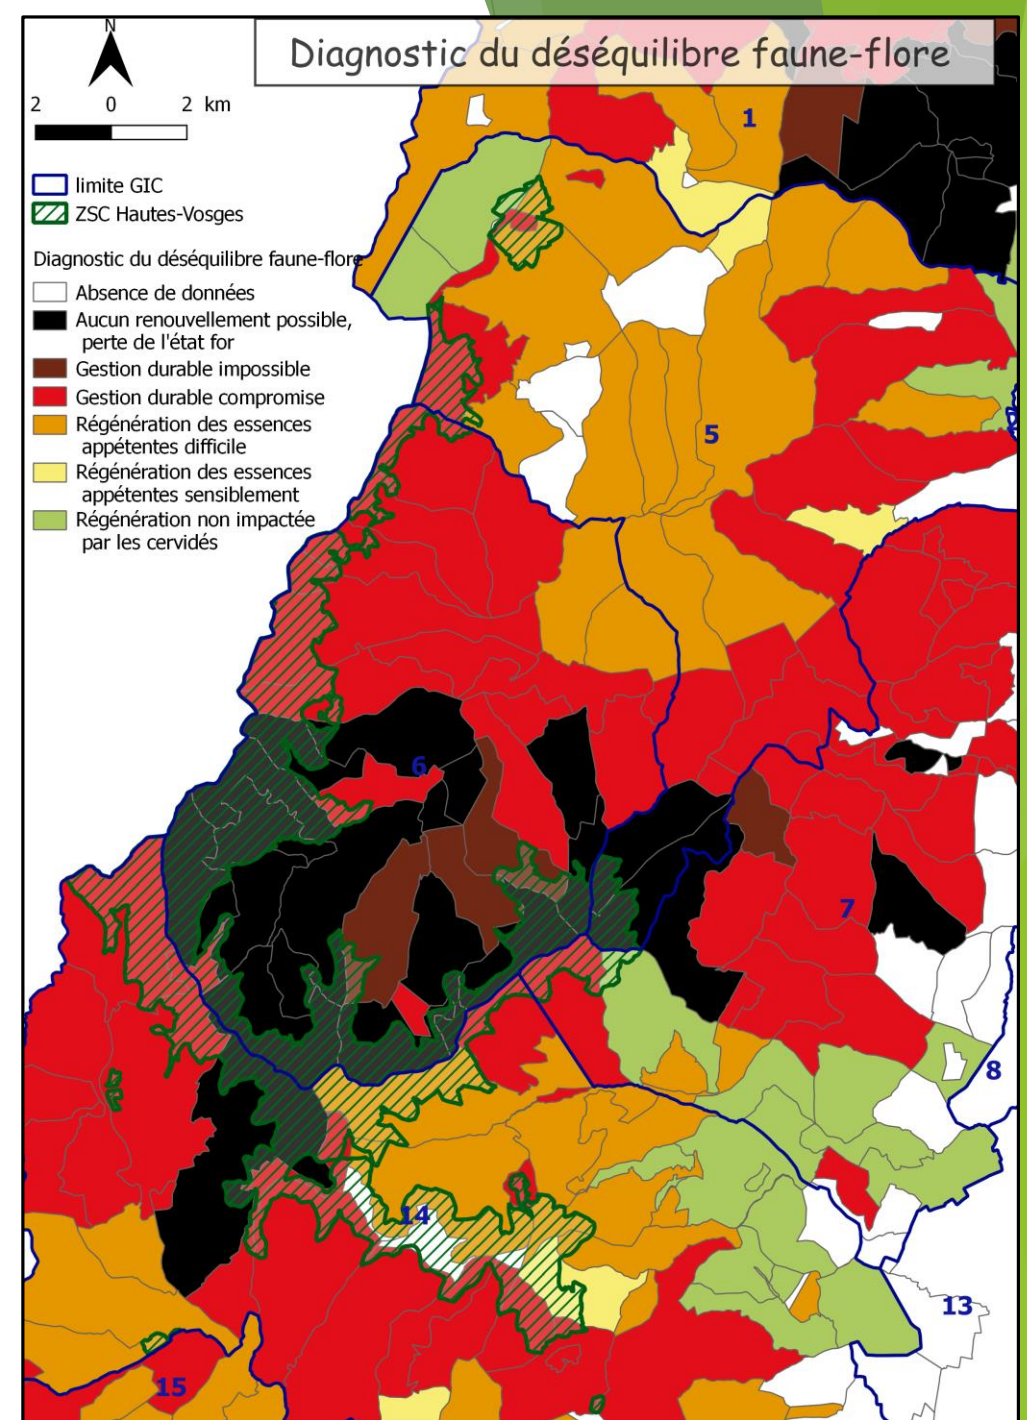 Diagnostic du déséquilibre faune-flore
N
2 0 2 km
limite GIC
ZSC Hautes-Vosges
Diagnostic du déséquilibre faune-flore
Absence de données
Aucun renouvellement possible,
perte de l'état for
Gestion durable impossible
Gestion durable compromise
Régénération des essences
appétentes difficile
Régénération des essences
appétentes sensiblement
Régénération non impactée
par les cervidés
1
5
6
7
8
14
13
15